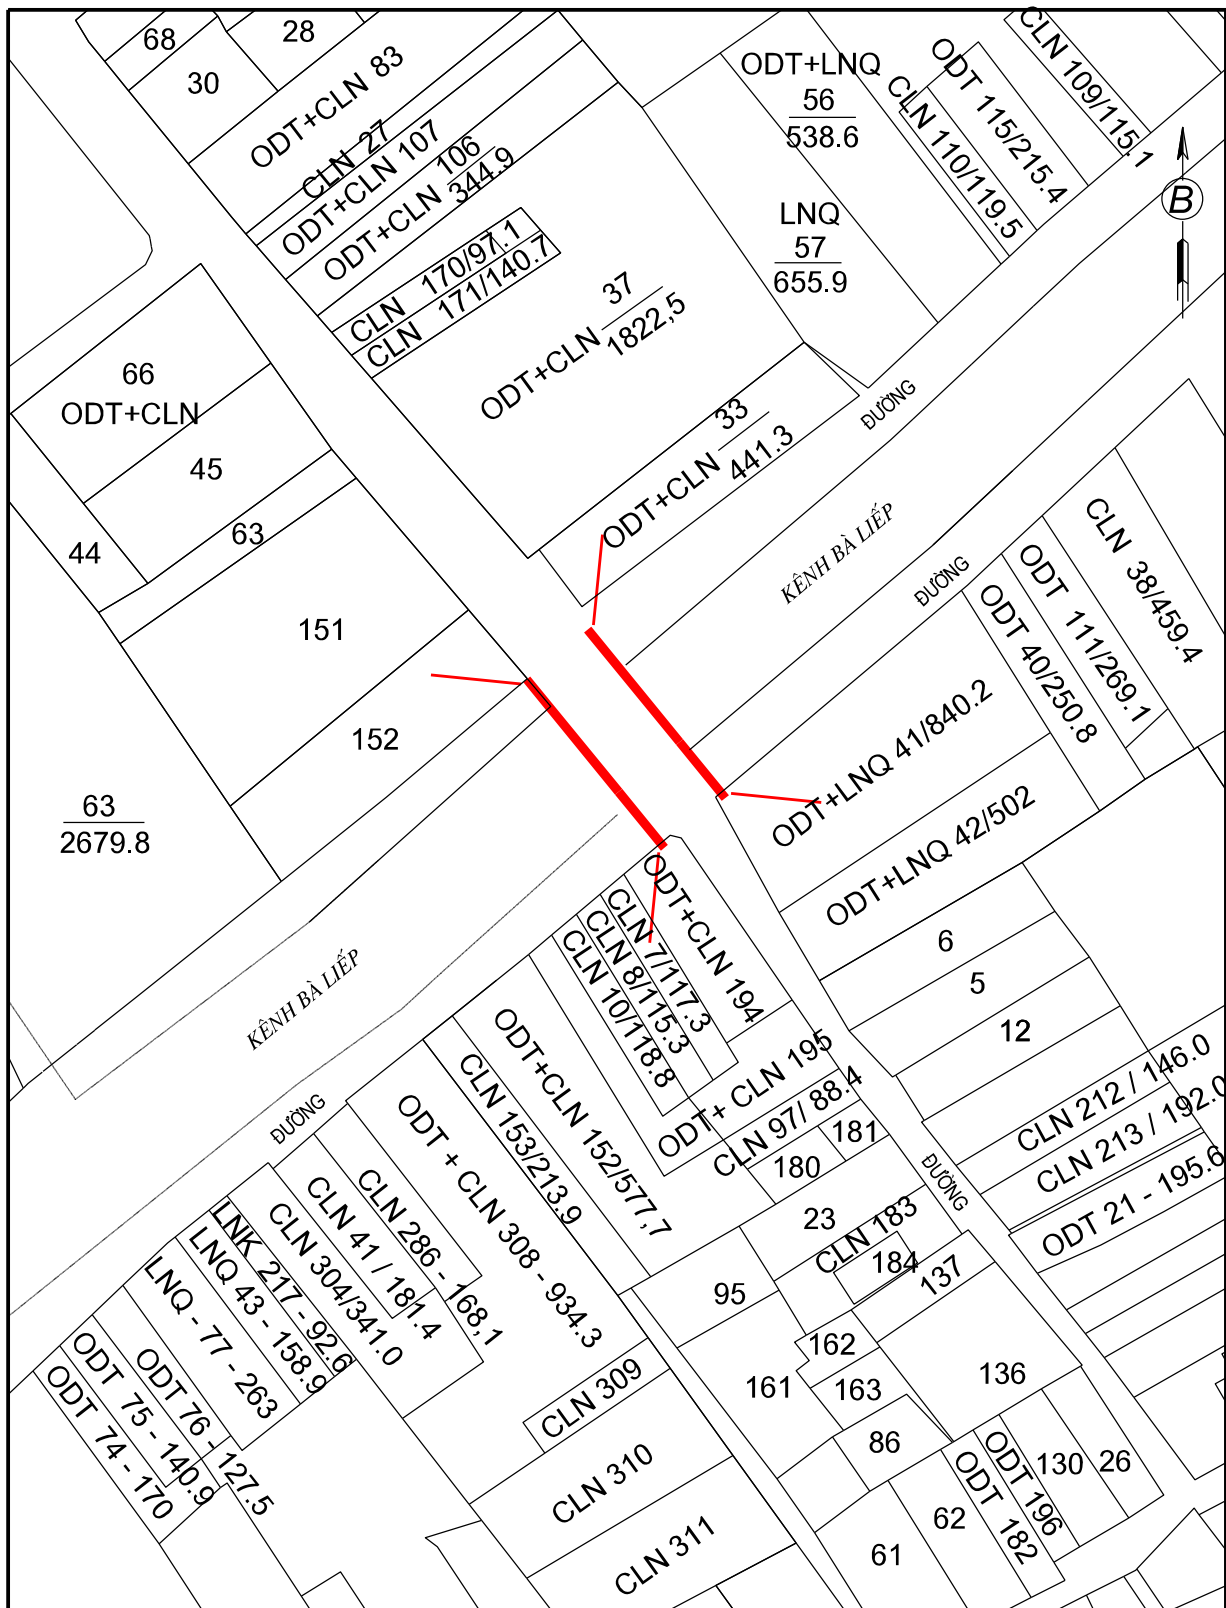 68
28
30
ODT+CLN 83
CLN 27
ODT+CLN 107
ODT+CLN 106
344.9
CLN 170/97.1
CLN 171/140.7
ODT+CLN 37
1822,5
ODT+LNQ
56
538.6
LNQ
57
655.9
CLN 110/119.5
ODT 115/215.4
CLN 109/115.1
B
66
ODT+CLN
45
63
44
151
152
63
2679.8
ODT+CLN 33
441.3
ĐƯỜNG
KÊNH BÀ LIẾP
ĐƯỜNG
CLN 38/459.4
ODT 111/269.1
ODT 40/250.8
ODT+LNQ 41/840.2
ODT+LNQ 42/502
6
5
12
CLN 212 / 146.0
CLN 213 / 192.0
ODT 21 - 195.6
ODT+CLN 194
CLN 7/117.3
CLN 8/115.3
CLN 10/118.8
ODT+ CLN 195
CLN 97/ 88.4
181
180
KÊNH BÀ LIẾP
ĐƯỜNG
ODT+CLN 152/577,7
CLN 153/213.9
ODT + CLN 308 - 934.3
CLN 286 - 168,1
CLN 41 / 181.4
CLN 304/341.0
LNK 217 - 92.6
LNQ 43 - 158.9
LNQ - 77 - 263
ODT 76 - 127.5
ODT 75 - 140.9
ODT 74 - 170
ĐƯỜNG
23
CLN 183
184
137
95
162
163
161
136
86
CLN 309
CLN 310
CLN 311
61
62
ODT 182
ODT 196
130
26